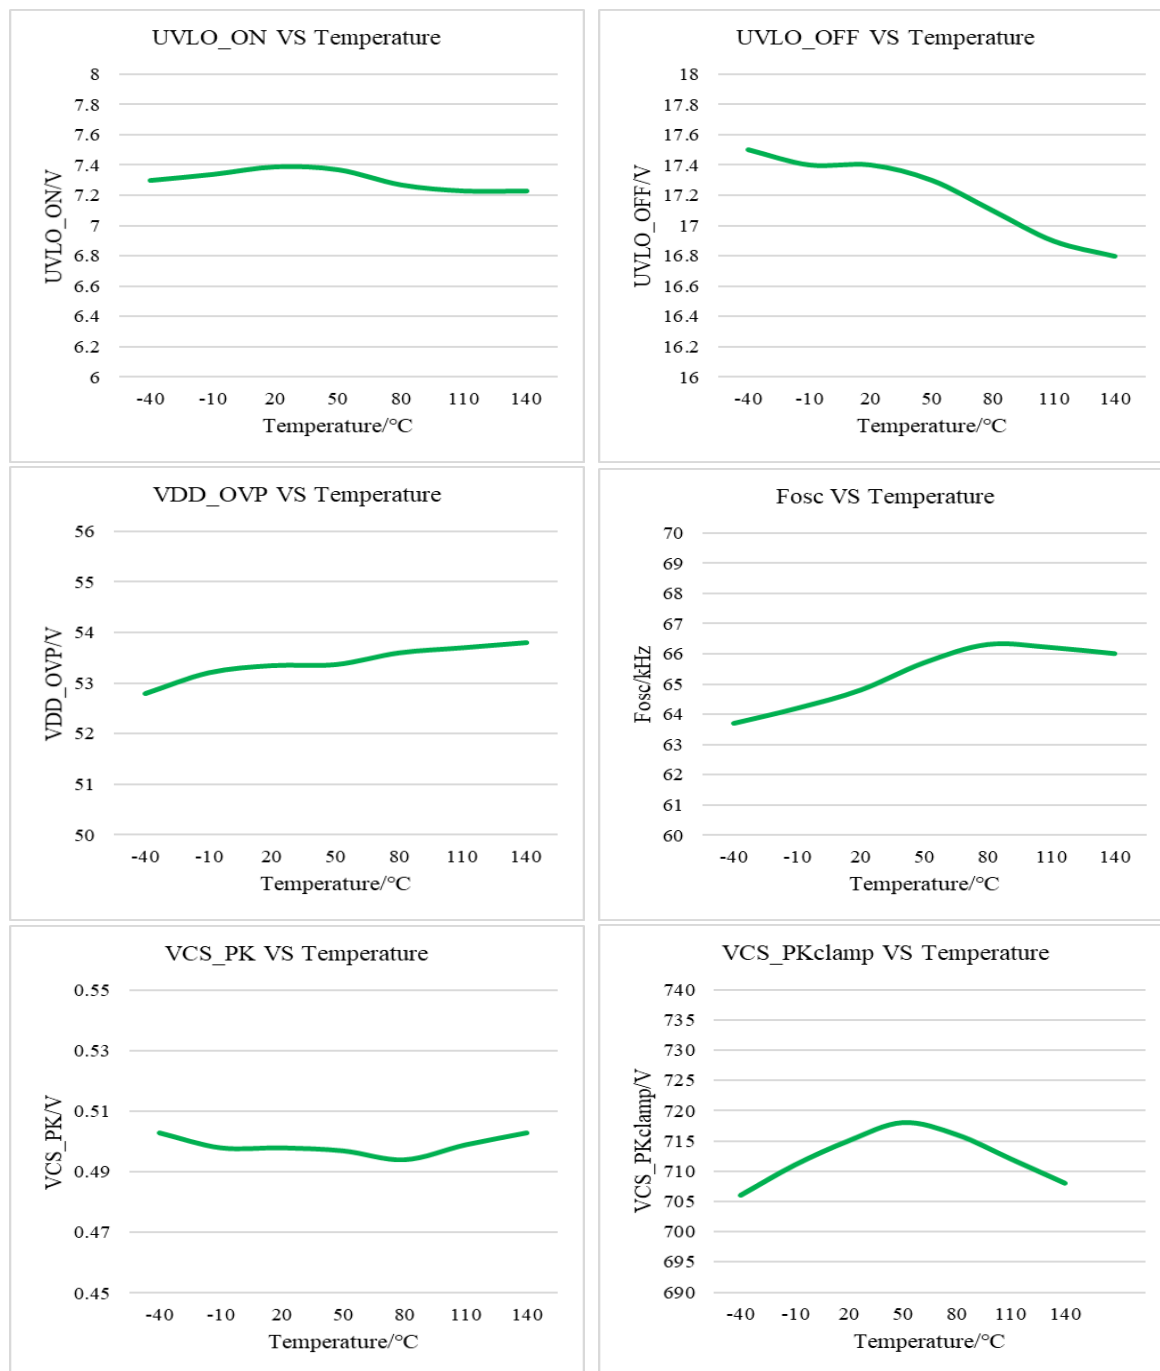 UVLO_ON VS Temperature
8
7.8
7.6
7.4
7.2
7
6.8
6.6
6.4
6.2
6
UVLO_ON/V
-40 -10 20 50 80 110 140
Temperature/°C
UVLO_OFF VS Temperature
18
17.8
17.6
17.4
17.2
17
16.8
16.6
16.4
16.2
16
UVLO_OFF/V
-40 -10 20 50 80 110 140
Temperature/°C
VDD_OVP VS Temperature
56
55
54
53
52
51
50
VDD_OVP/V
-40 -10 20 50 80 110 140
Temperature/°C
Fosc VS Temperature
70
69
68
67
66
65
64
63
62
61
60
Fosc/kHz
-40 -10 20 50 80 110 140
Temperature/°C
VCS_PK VS Temperature
0.55
0.53
0.51
0.49
0.47
0.45
VCS_PK/V
-40 -10 20 50 80 110 140
Temperature/°C
VCS_PKclamp VS Temperature
740
735
730
725
720
715
710
705
700
695
690
VCS_PKclamp/V
-40 -10 20 50 80 110 140
Temperature/°C